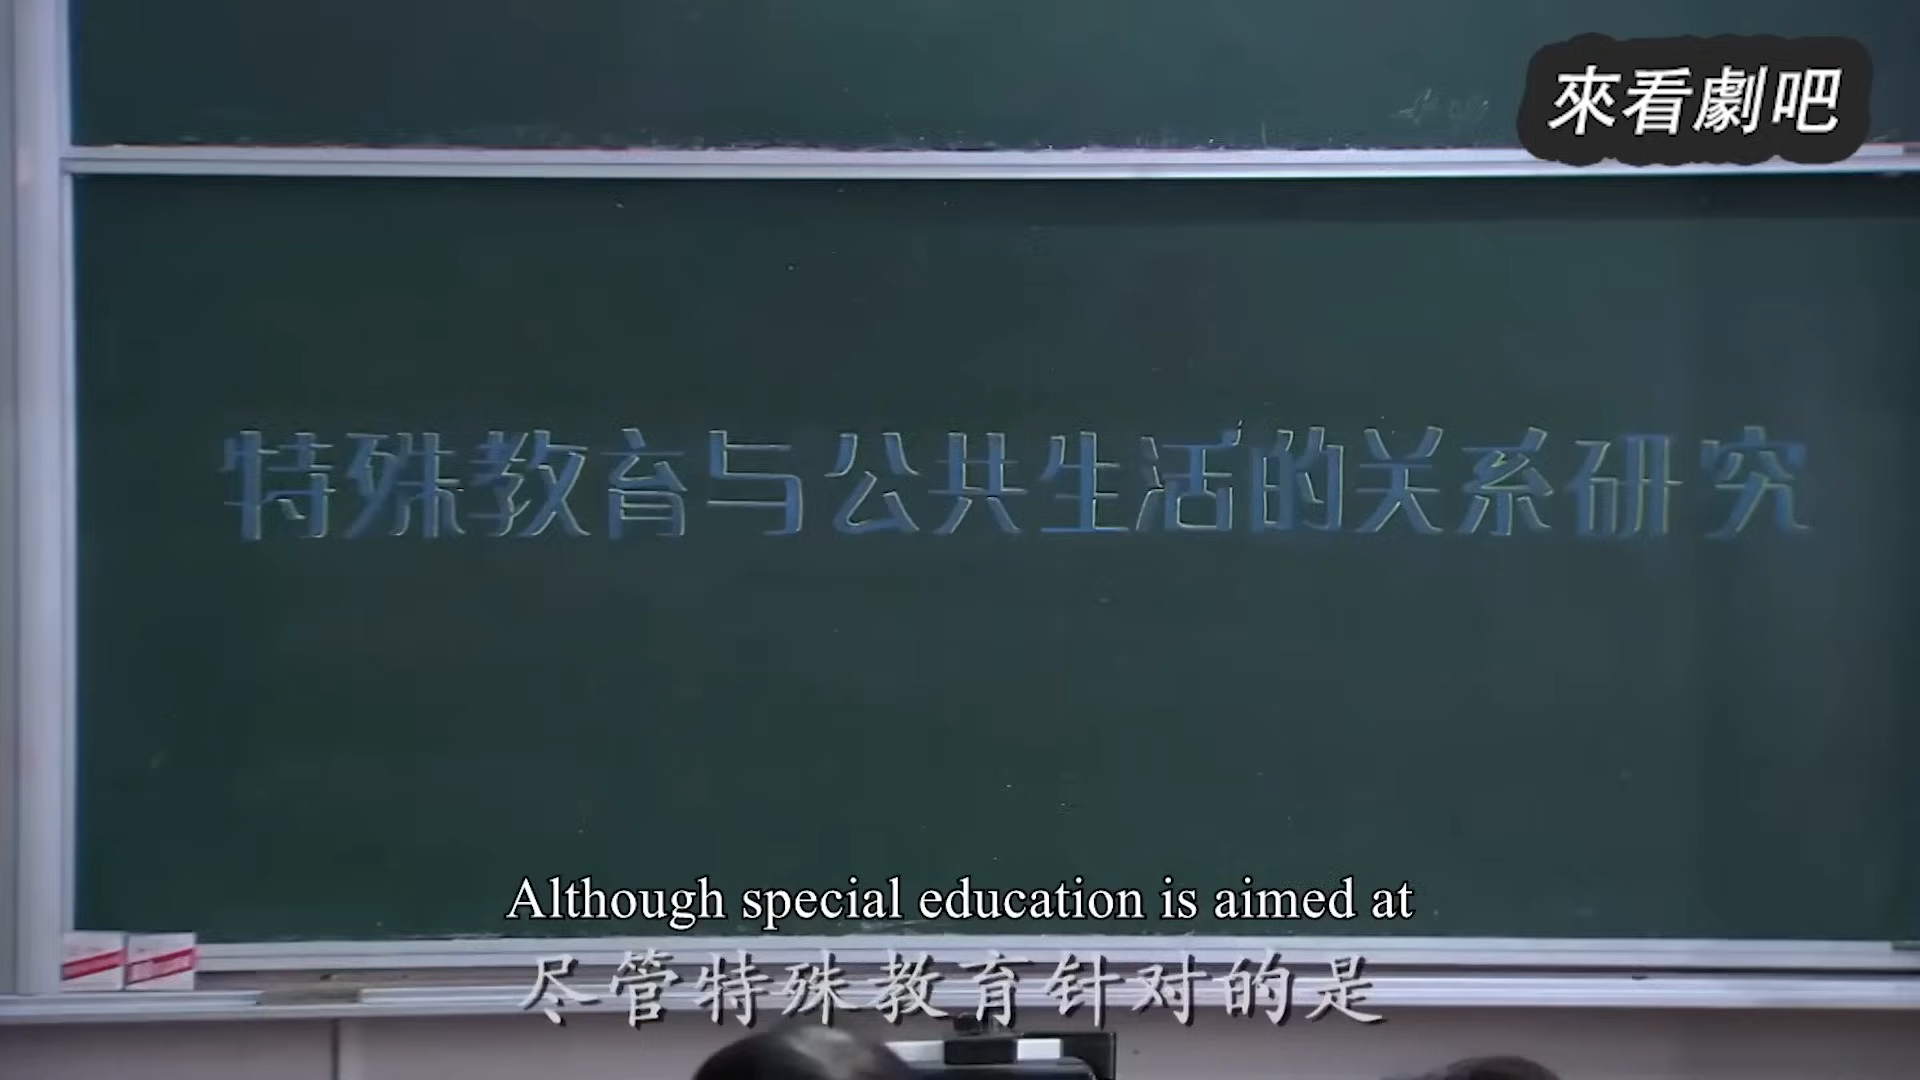 來看劇吧
特殊教育与公共生活的关系研究
Although special education is aimed at
尽管特殊教育针对的是